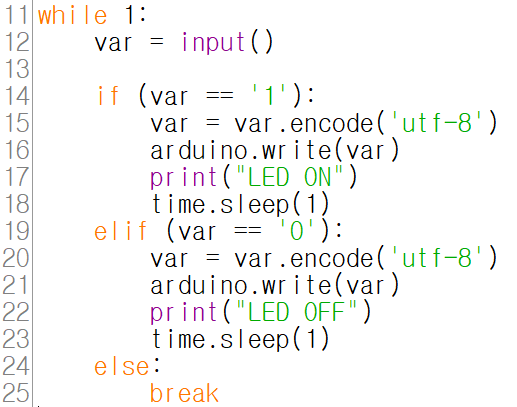 11 while 1:
12     var = input()
13
14     if (var == '1'):
15         var = var.encode('utf-8')
16         arduino.write(var)
17         print("LED ON")
18         time.sleep(1)
19     elif (var == '0'):
20         var = var.encode('utf-8')
21         arduino.write(var)
22         print("LED OFF")
23         time.sleep(1)
24     else:
25         break